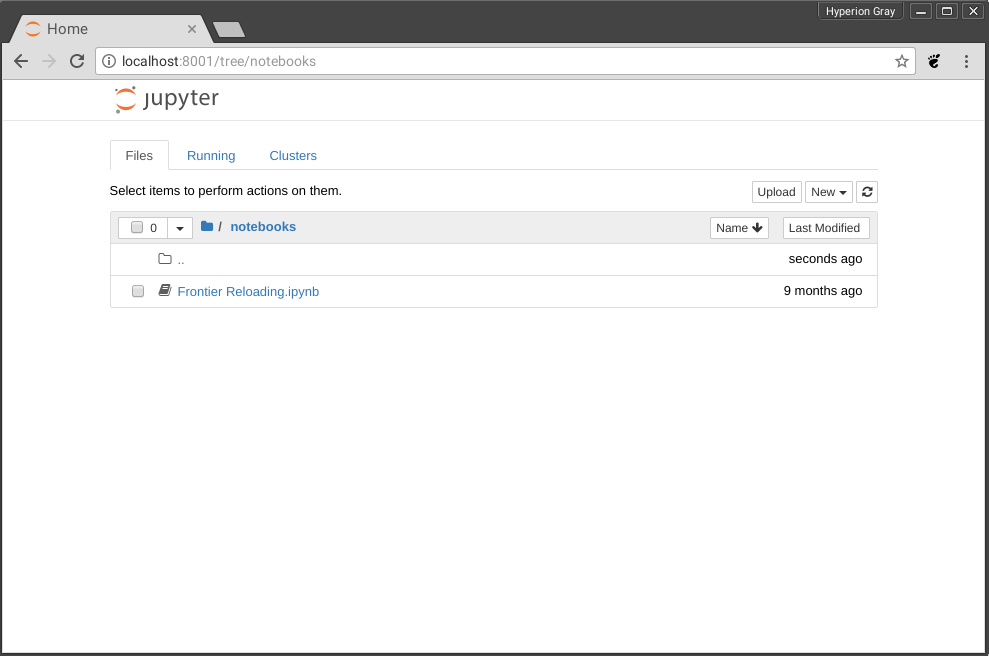 Hyperion Gray
Home
localhost:8001/tree/notebooks
jupyter
Files Running Clusters
Select items to perform actions on them.
Upload New
0 / notebooks Name Last Modified
.. seconds ago
Frontier Reloading.ipynb 9 months ago